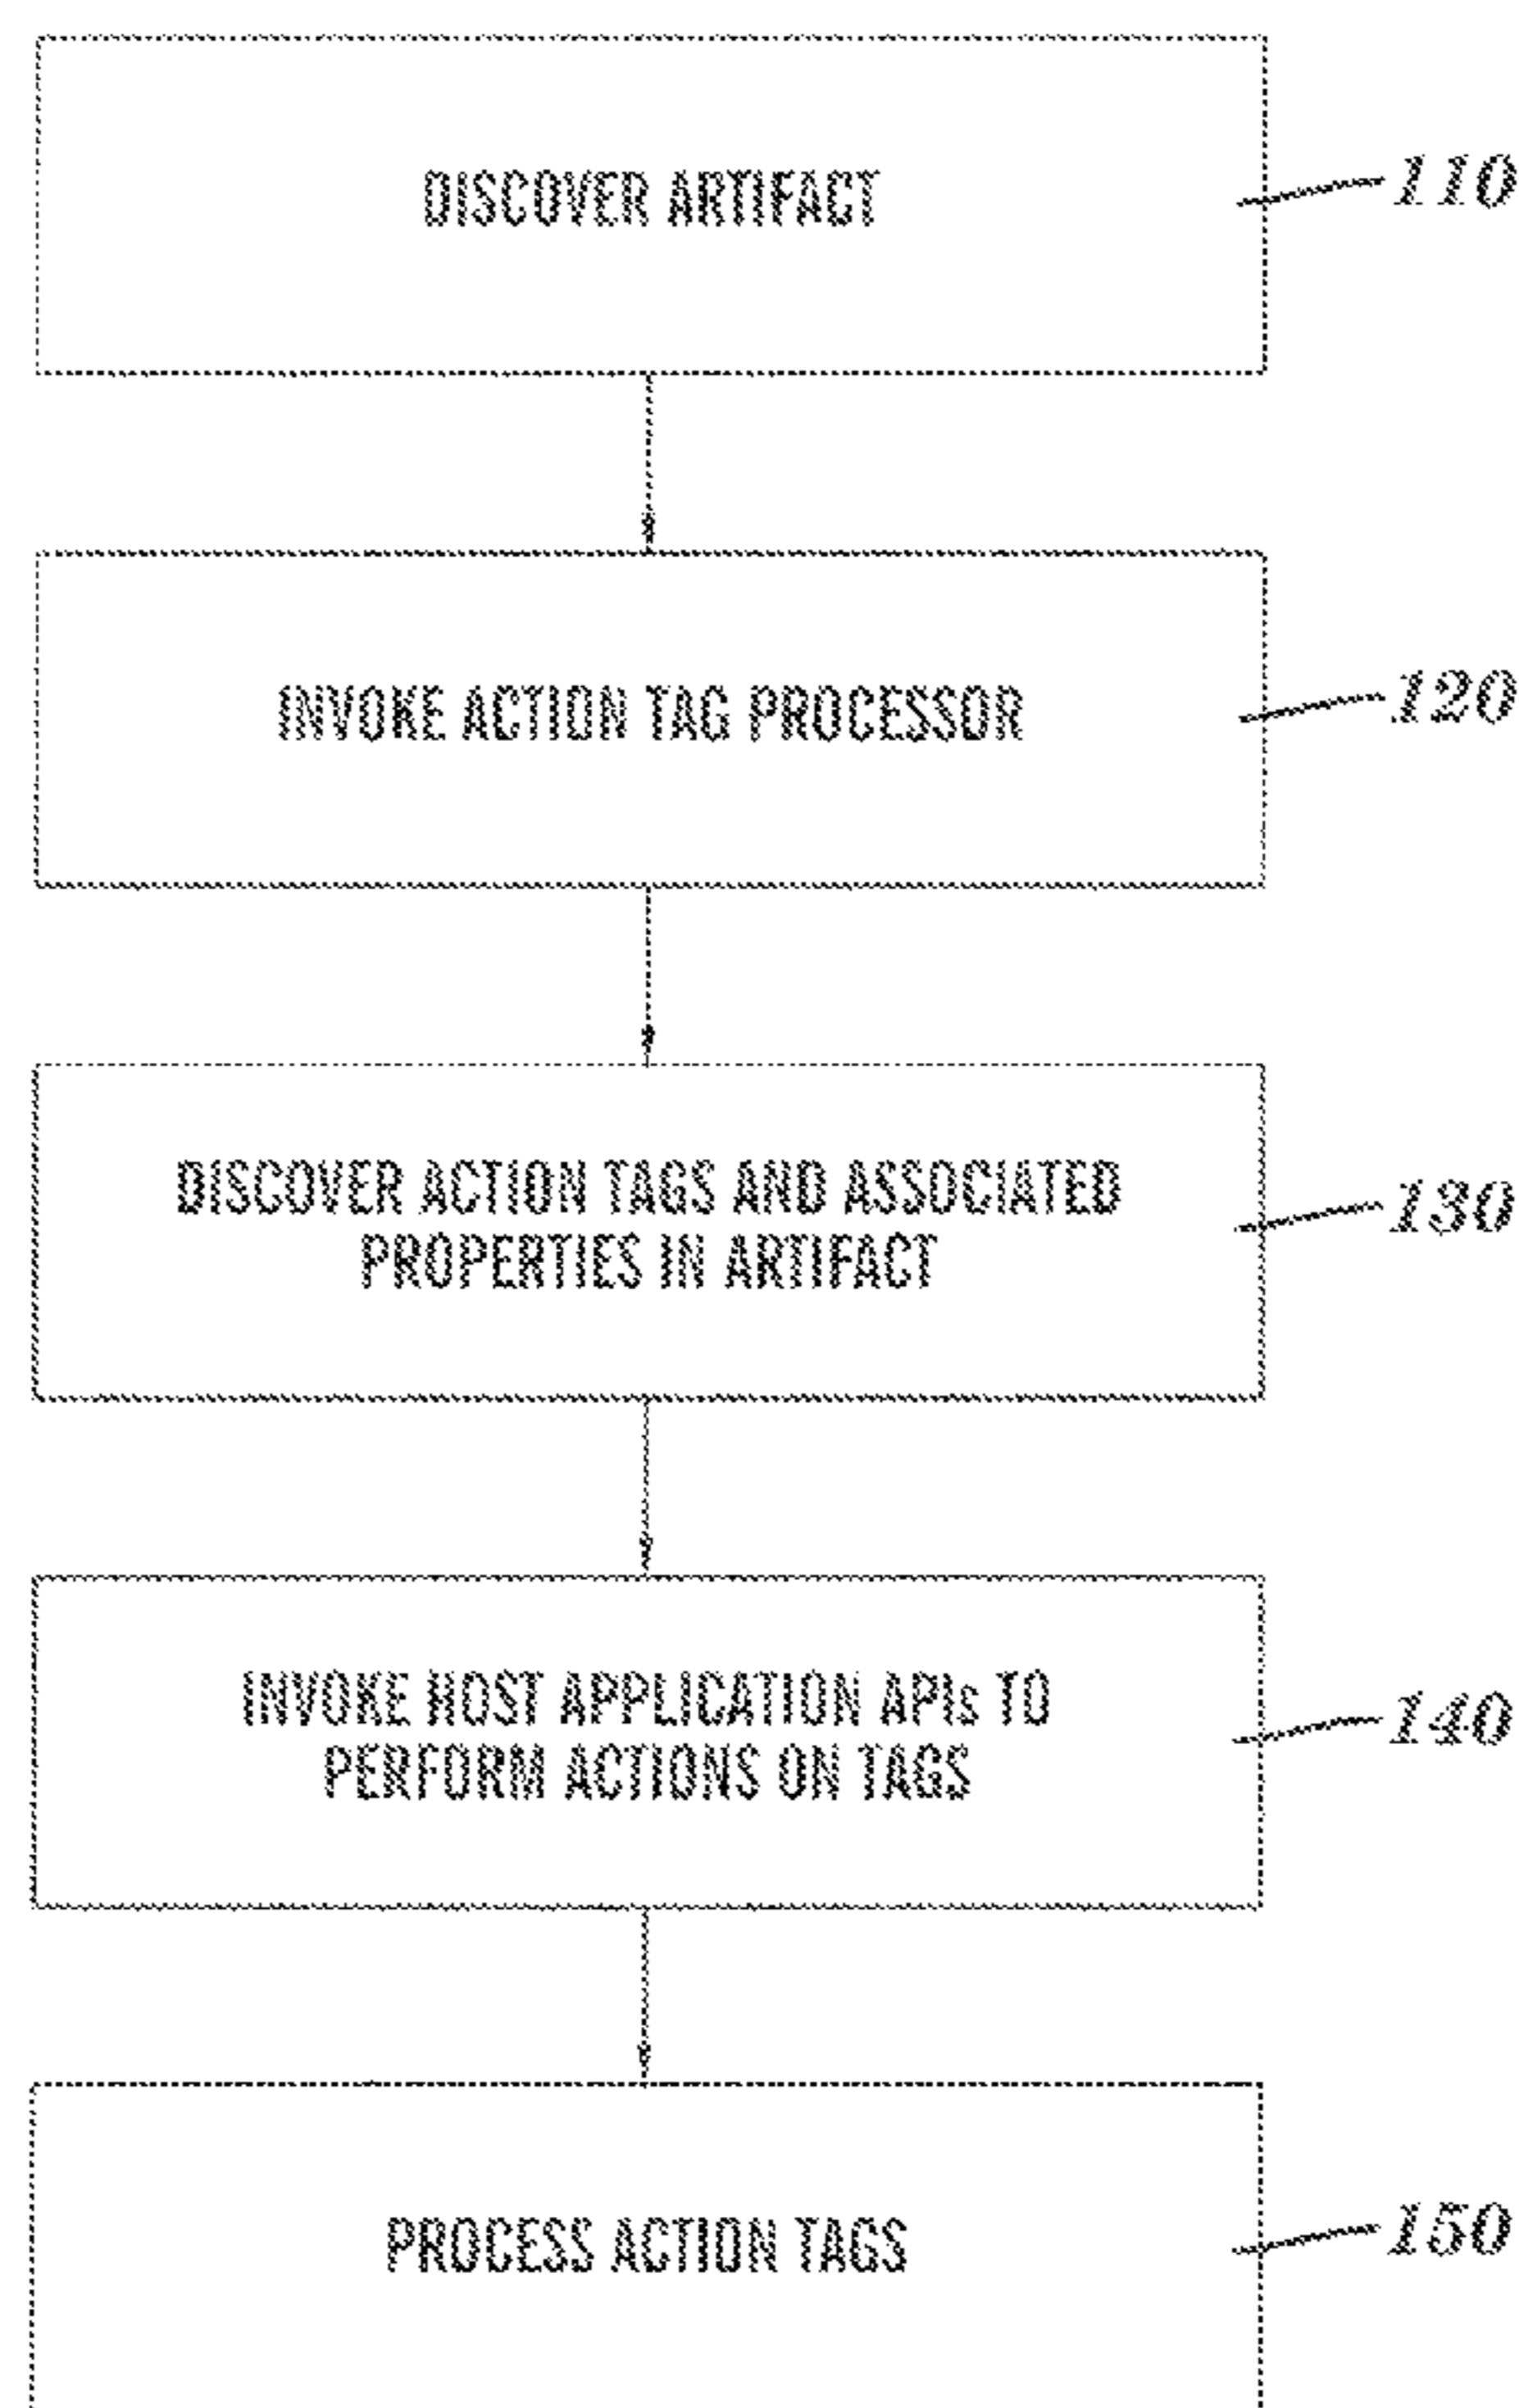 DISCOVER ARTIFACT
110
INVOKE ACTION TAG PROCESSOR
120
DISCOVER ACTION TAGS AND ASSOCIATED
PROPERTIES IN ARTIFACT
130
INVOKE HOST APPLICATION APIs TO
PERFORM ACTIONS ON TAGS
140
PROCESS ACTION TAGS
150